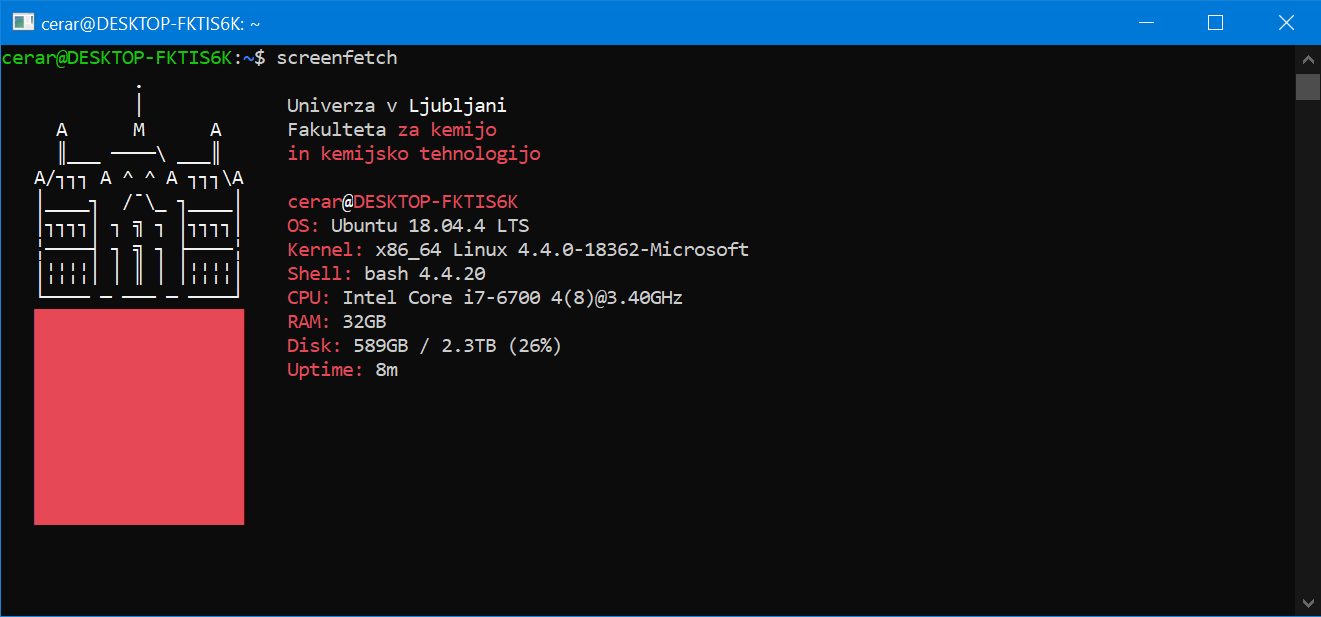 cerar@DESKTOP-FKTIS6K: ~
cerar@DESKTOP-FKTIS6K:~$ screenfetch
Univerza v Ljubljani
Fakulteta za kemijo
in kemijsko tehnologijo
cerar@DESKTOP-FKTIS6K
OS: Ubuntu 18.04.4 LTS
Kernel: x86_64 Linux 4.4.0-18362-Microsoft
Shell: bash 4.4.20
CPU: Intel Core i7-6700 4(8)@3.40GHz
RAM: 32GB
Disk: 589GB / 2.3TB (26%)
Uptime: 8m